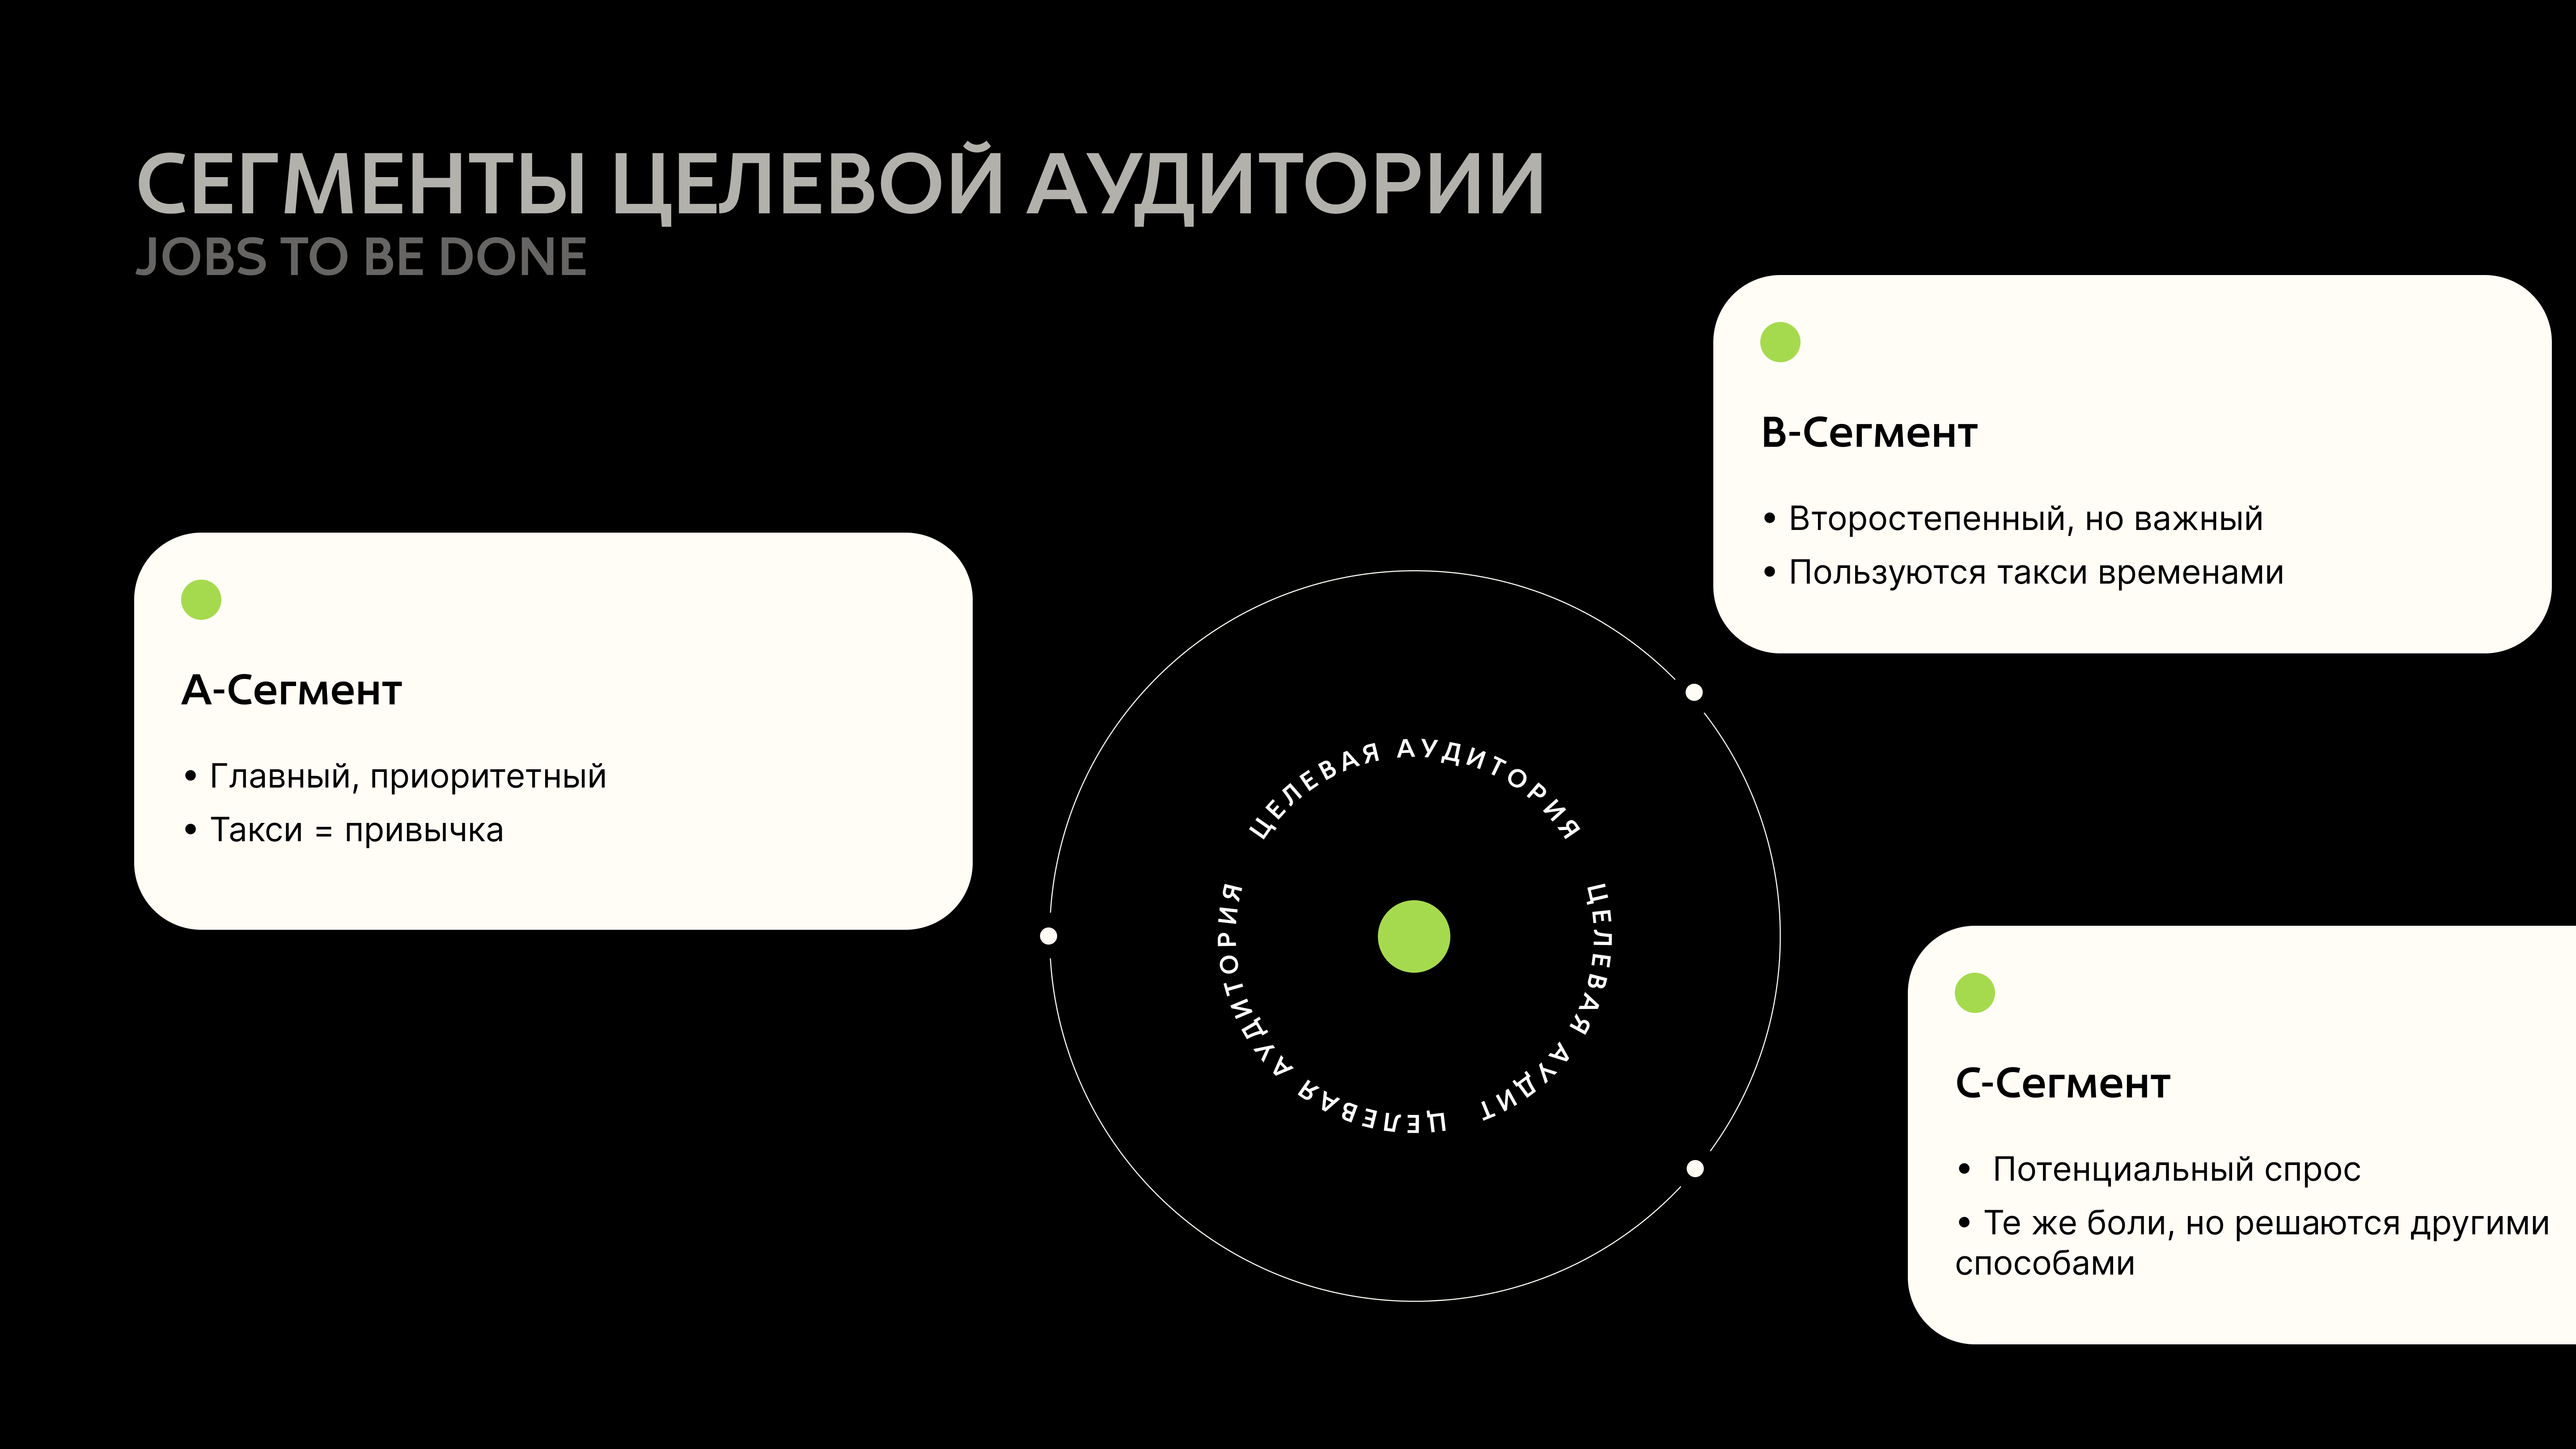 СЕГМЕНТЫ ЦЕЛЕВОЙ АУДИТОРИИ
JOBS TO BE DONE
B-Сегмент
• Второстепенный, но важный
• Пользуются такси временами
A-Сегмент
• Главный, приоритетный
• Такси = привычка
ЦЕЛЕВАЯ АУДИТОРИЯ
ЦЕЛЕВАЯ АУДИТ
ЦЕЛЕВАЯ АУДИТОРИЯ
C-Сегмент
• Потенциальный спрос
• Те же боли, но решаются другими
способами